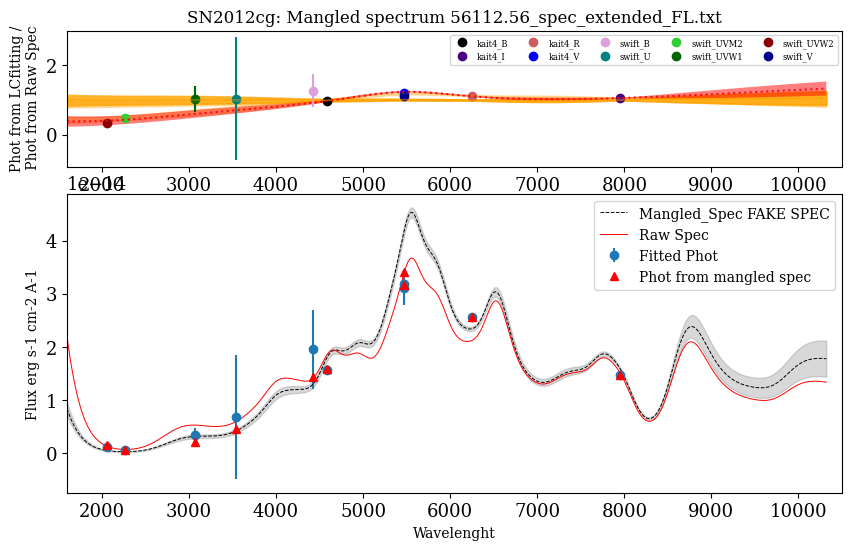 SN2012cg: Mangled spectrum 56112.56_spec_extended_FL.txt
Phot from LCfitting /
Phot from Raw Spec
2
0
kait4_B
kait4_I
kait4_R
kait4_V
swift_B
swift_U
swift_UVM2
swift_UVW1
swift_UVW2
swift_V
2000 3000 4000 5000 6000 7000 8000 9000 10000
1e−14
Flux erg s-1 cm-2 A-1
4
3
2
1
0
Mangled_Spec FAKE SPEC
Raw Spec
Fitted Phot
Phot from mangled spec
2000 3000 4000 5000 6000 7000 8000 9000 10000
Wavelenght